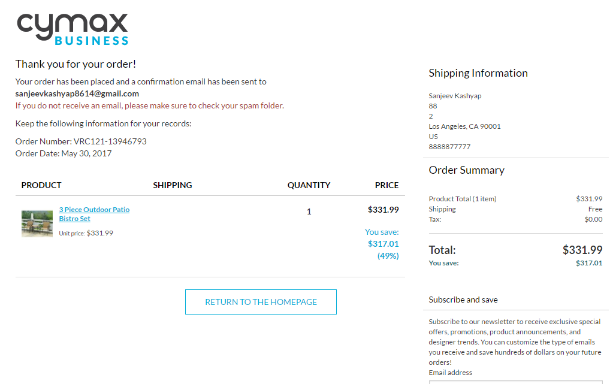 cymax
BUSINESS
Thank you for your order!
Your order has been placed and a confirmation email has been sent to
sanjeevkashyap8614@gmail.com
If you do not receive an email, please make sure to check your spam folder.
Keep the following information for your records:
Order Number: VRC121-13946793
Order Date: May 30, 2017
PRODUCT SHIPPING QUANTITY PRICE
3 Piece Outdoor Patio
Bistro Set
Unit price: $331.99
1
$331.99
You save:
$317.01
(49%)
RETURN TO THE HOMEPAGE
Shipping Information
Sanjeev Kashyap
88
2
Los Angeles, CA 90001
US
8888877777
Order Summary
Product Total (1 item) $331.99
Shipping Free
Tax: $0.00
Total: $331.99
You save: $317.01
Subscribe and save
Subscribe to our newsletter to receive exclusive special
offers, promotions, product announcements, and
designer trends. You can customize the type of emails
you receive and save hundreds of dollars on your future
orders!
Email address